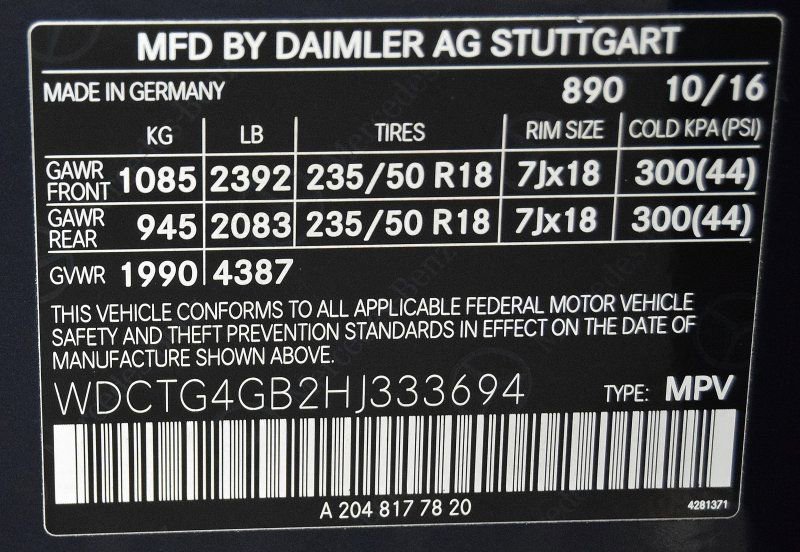 MFD BY DAIMLER AG STUTTGART
MADE IN GERMANY 890 10/16
KG LB TIRES RIM SIZE COLD KPA (PSI)
GAWR FRONT 1085 2392 235/50 R18 7Jx18 300(44)
GAWR REAR 945 2083 235/50 R18 7Jx18 300(44)
GVWR 1990 4387
THIS VEHICLE CONFORMS TO ALL APPLICABLE FEDERAL MOTOR VEHICLE
SAFETY AND THEFT PREVENTION STANDARDS IN EFFECT ON THE DATE OF
MANUFACTURE SHOWN ABOVE.
WDCTG4GB2HJ333694 TYPE: MPV
A 204 817 78 20 4281371